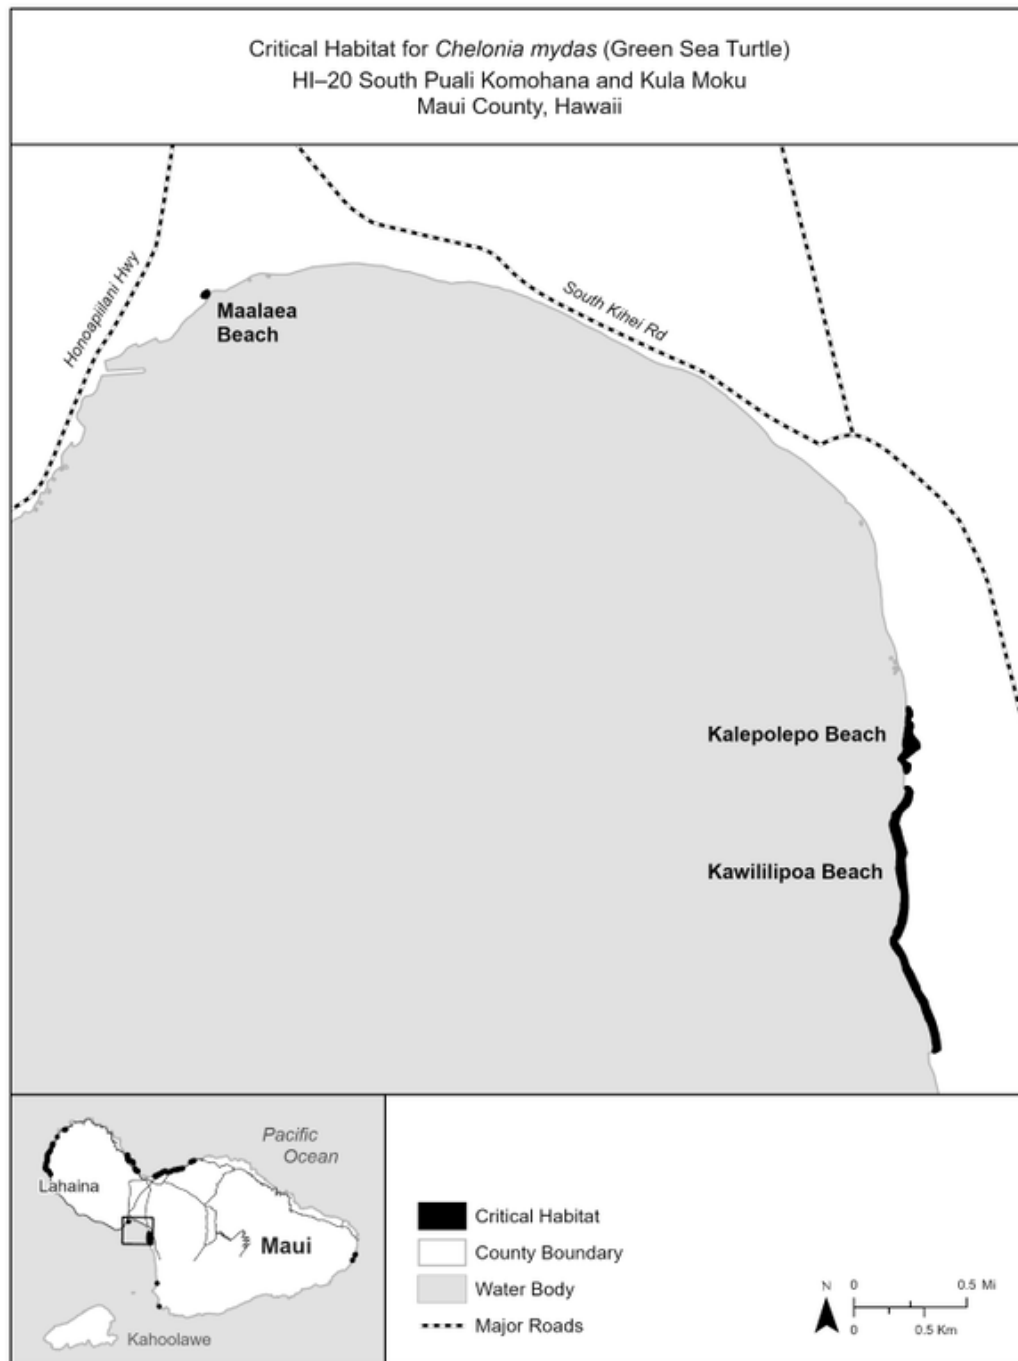 Critical Habitat for Chelonia mydas (Green Sea Turtle)
HI–20 South Puali Komohana and Kula Moku
Maui County, Hawaii
Honoapiilani Hwy
South Kihei Rd
Maalaea
Beach
Kalepolepo Beach
Kawililipoa Beach
Pacific
Ocean
Lahaina
Maui
Kahoolawe
Critical Habitat
County Boundary
Water Body
Major Roads
N
0 0.5 Mi
0 0.5 Km